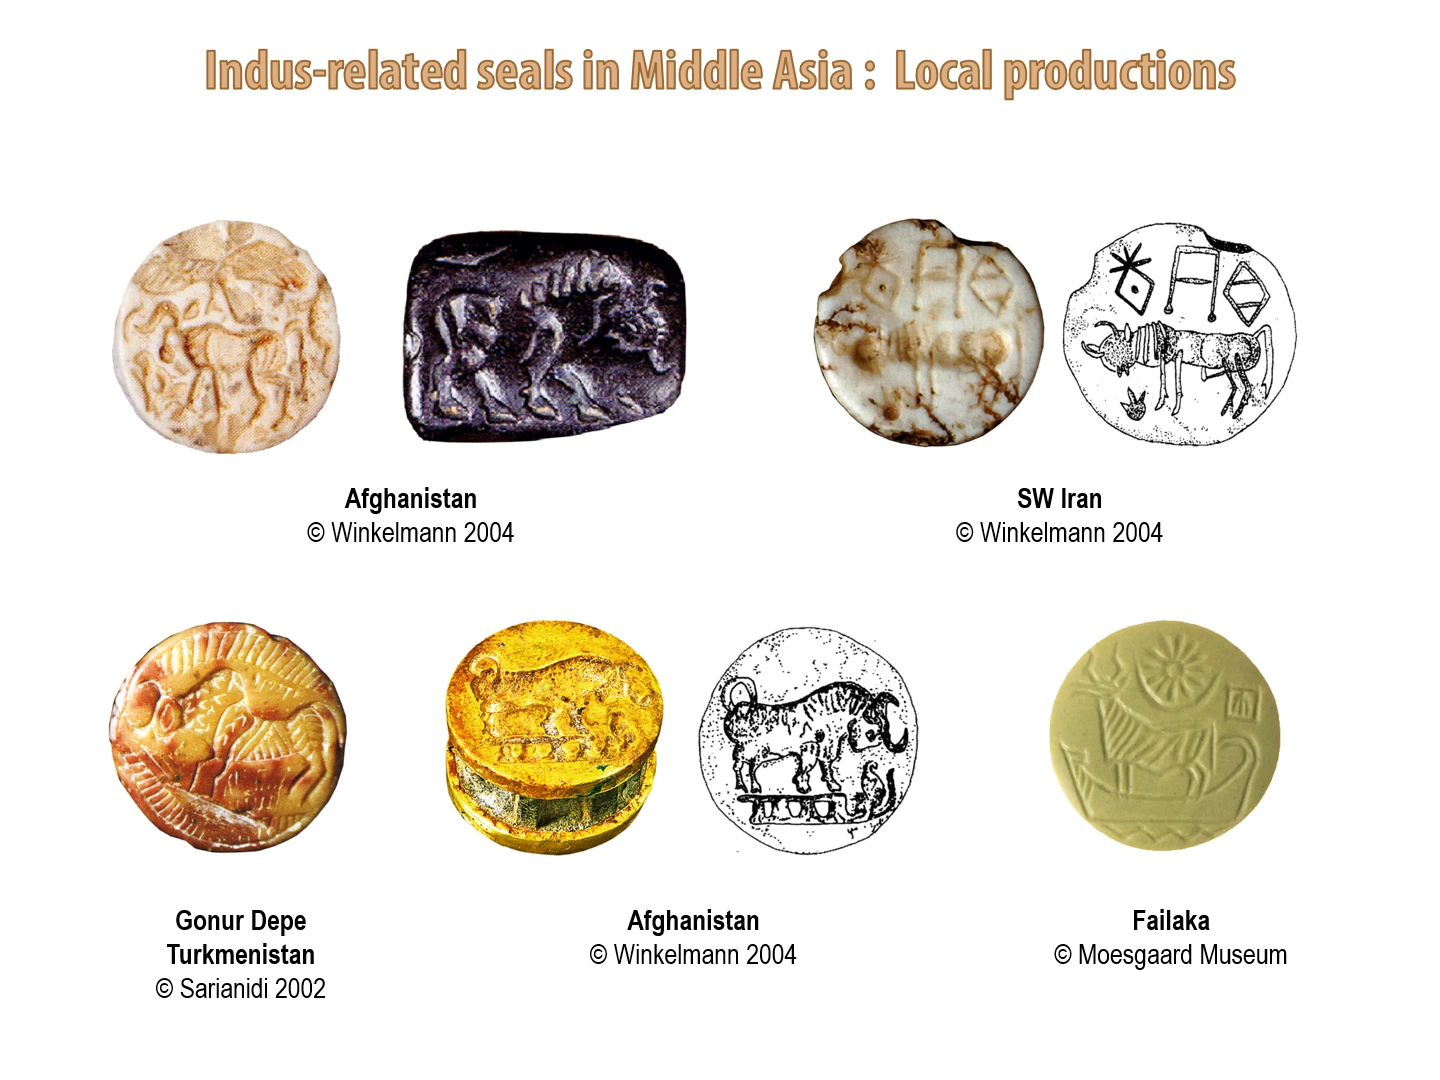 Indus-related seals in Middle Asia : Local productions
Afghanistan
© Winkelmann 2004
SW Iran
© Winkelmann 2004
Gonur Depe
Turkmenistan
© Sarianidi 2002
Afghanistan
© Winkelmann 2004
Failaka
© Moesgaard Museum